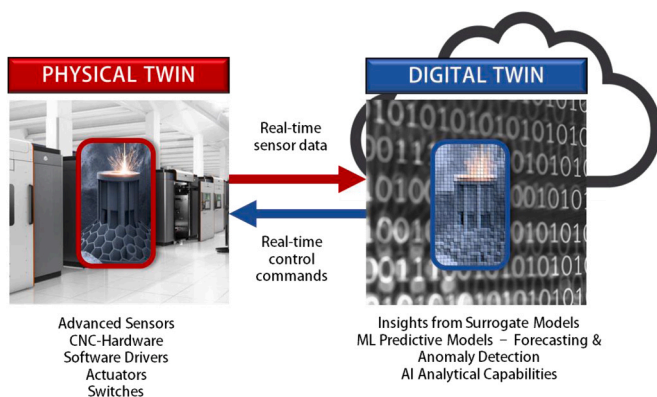 PHYSICAL TWIN
DIGITAL TWIN
Real-time
sensor data
Real-time
control
commands
Advanced Sensors
CNC-Hardware
Software Drivers
Actuators
Switches
Insights from Surrogate Models
ML Predictive Models – Forecasting &
Anomaly Detection
AI Analytical Capabilities